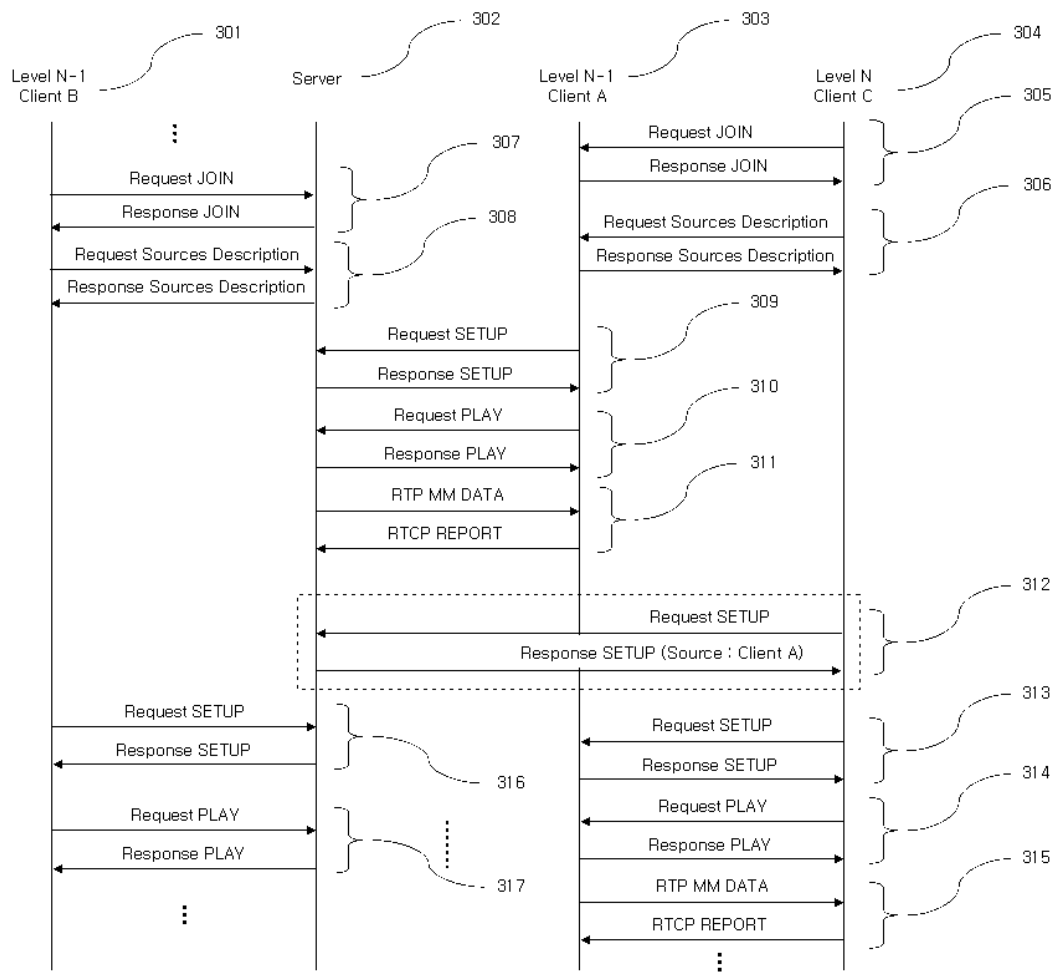 301
302
303
304
Level N-1
Client B
Server
Level N-1
Client A
Level N
Client C
305
Request JOIN
307
Response JOIN
Request JOIN
306
Response JOIN
308
Request Sources Description
Request Sources Description
Response Sources Description
Response Sources Description
309
Request SETUP
Response SETUP
310
Request PLAY
Response PLAY
311
RTP MM DATA
RTCP REPORT
312
Request SETUP
Response SETUP (Source : Client A)
313
Request SETUP
Request SETUP
Response SETUP
Response SETUP
316
314
Request PLAY
Request PLAY
Response PLAY
Response PLAY
315
317
RTP MM DATA
RTCP REPORT